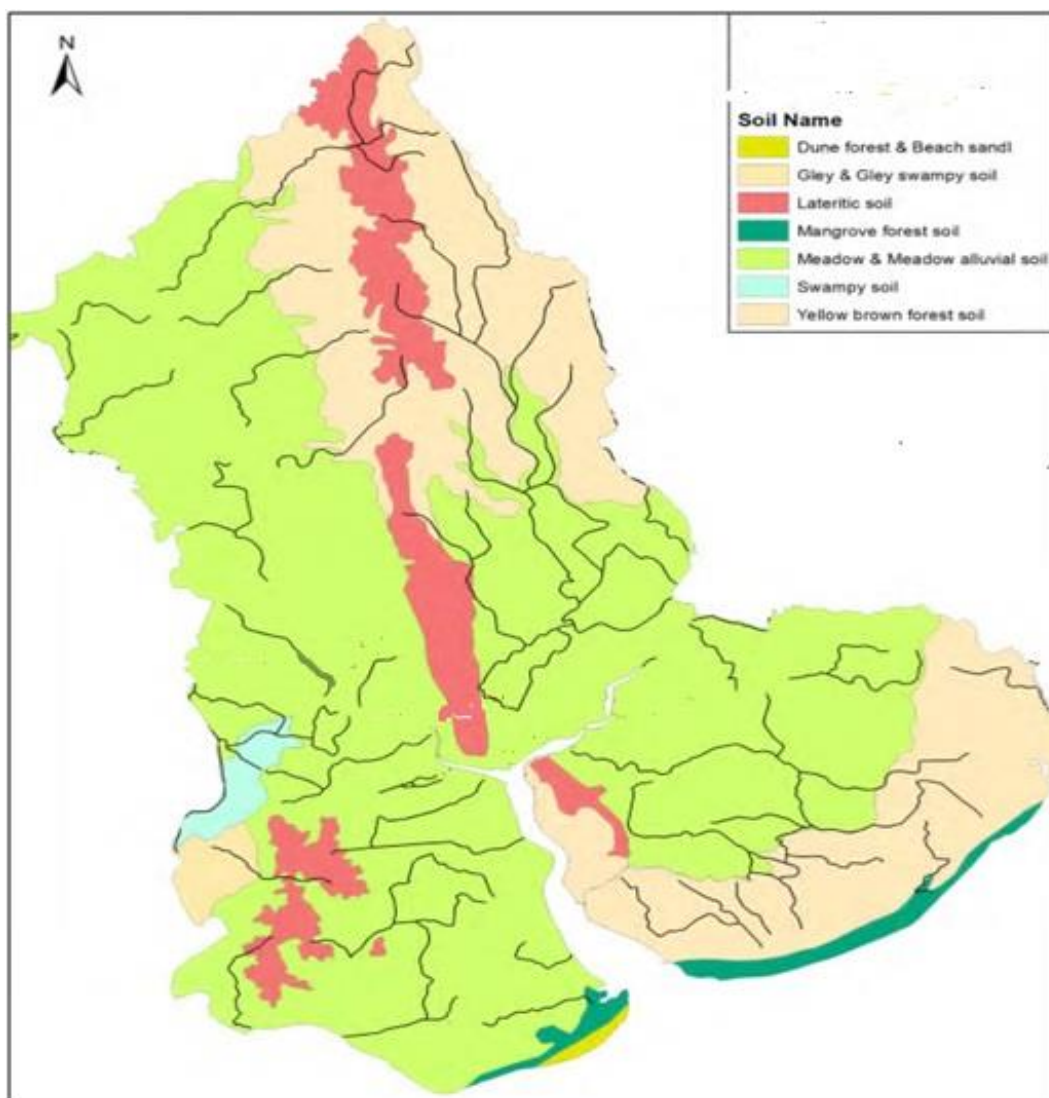 N
Soil Name
Dune forest & Beach sandl
Gley & Gley swampy soil
Lateritic soil
Mangrove forest soil
Meadow & Meadow alluvial soil
Swampy soil
Yellow brown forest soil